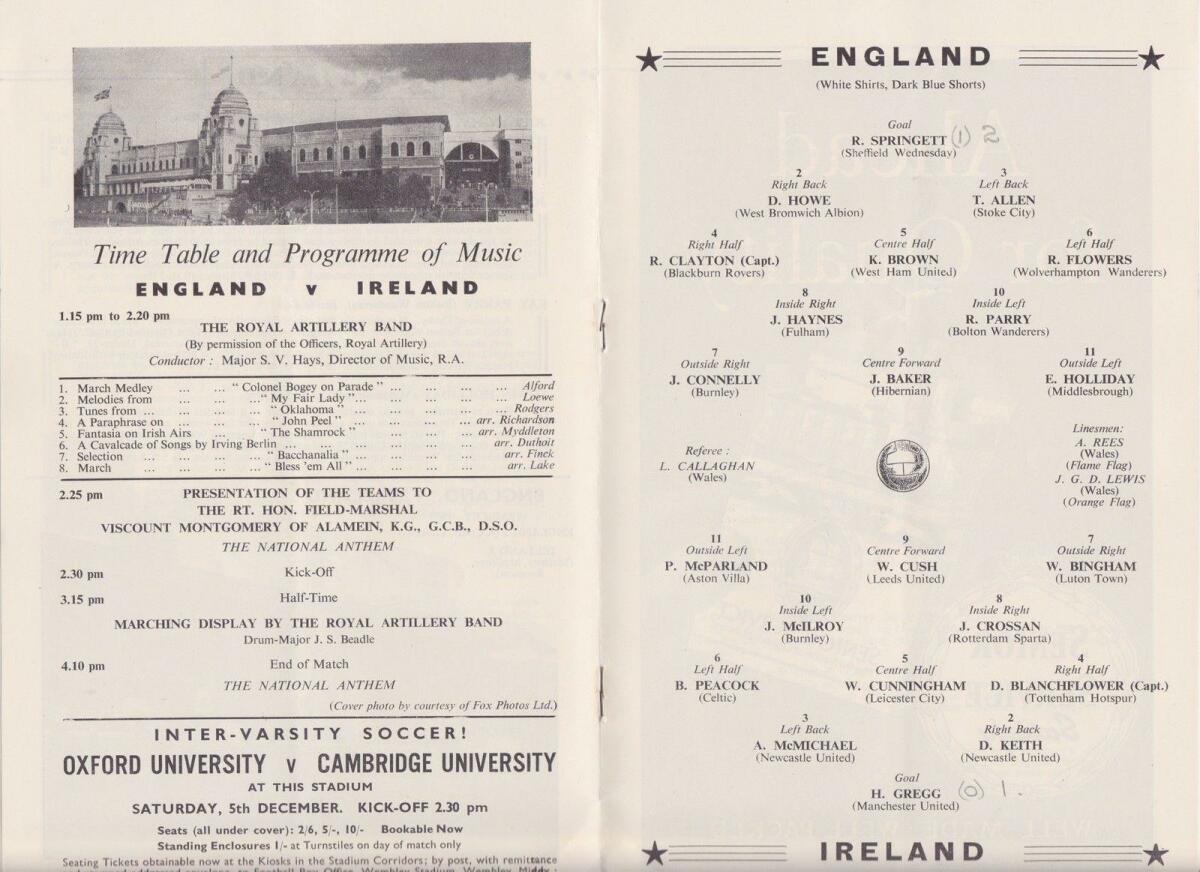 Time Table and Programme of Music
ENGLAND v IRELAND
1.15 pm to 2.20 pm
THE ROYAL ARTILLERY BAND
(By permission of the Officers, Royal Artillery)
Conductor : Major S. V. Hays, Director of Music, R.A.
1. March Medley ... ... “ Colonel Bogey on Parade ” ... ... ... ... Alford
2. Melodies from ... ...“ My Fair Lady ”... ... ... ... Loewe
3. Tunes from ... ... ... ... “ Oklahoma ” ... ... ... ... Rodgers
4. A Paraphrase on ... ... ... “ John Peel ” ... ... ... ... arr. Richardson
5. Fantasia on Irish Airs ... “ The Shamrock ” ... ... ... arr. Myddleton
6. A Cavalcade of Songs by Irving Berlin ... ... ... ... ... arr. Duthoit
7. Selection ... ... ... “ Bacchanalia ” ... ... ... ... arr. Finck
8. March ... ... ... ... “ Bless 'em All ” ... ... ... ... arr. Lake
2.25 pm PRESENTATION OF THE TEAMS TO
THE RT. HON. FIELD-MARSHAL
VISCOUNT MONTGOMERY OF ALAMEIN, K.G., G.C.B., D.S.O.
THE NATIONAL ANTHEM
2.30 pm Kick-Off
3.15 pm Half-Time
MARCHING DISPLAY BY THE ROYAL ARTILLERY BAND
Drum-Major J. S. Beadle
4.10 pm End of Match
THE NATIONAL ANTHEM
(Cover photo by courtesy of Fox Photos Ltd.)
INTER-VARSITY SOCCER!
OXFORD UNIVERSITY v CAMBRIDGE UNIVERSITY
AT THIS STADIUM
SATURDAY, 5th DECEMBER. KICK-OFF 2.30 pm
Seats (all under cover): 2/6, 5/-, 10/- Bookable Now
Standing Enclosures 1/- at Turnstiles on day of match only
Seating Tickets obtainable now at the Kiosks in the Stadium Corridors; by post, with remittance
ENGLAND
(White Shirts, Dark Blue Shorts)
Goal
R. SPRINGETT (1) 2
(Sheffield Wednesday)
2 3
Right Back Left Back
D. HOWE T. ALLEN
(West Bromwich Albion) (Stoke City)
4 5 6
Right Half Centre Half Left Half
R. CLAYTON (Capt.) K. BROWN R. FLOWERS
(Blackburn Rovers) (West Ham United) (Wolverhampton Wanderers)
8 10
Inside Right Inside Left
J. HAYNES R. PARRY
(Fulham) (Bolton Wanderers)
7 9 11
Outside Right Centre Forward Outside Left
J. CONNELLY J. BAKER E. HOLLIDAY
(Burnley) (Hibernian) (Middlesbrough)
Referee :
L. CALLAGHAN
(Wales)
Linesmen:
A. REES
(Wales)
(Flame Flag)
J. G. D. LEWIS
(Wales)
(Orange Flag)
11 9 7
Outside Left Centre Forward Outside Right
P. McPARLAND W. CUSH W. BINGHAM
(Aston Villa) (Leeds United) (Luton Town)
10 8
Inside Left Inside Right
J. McILROY J. CROSSAN
(Burnley) (Rotterdam Sparta)
6 5 4
Left Half Centre Half Right Half
B. PEACOCK W. CUNNINGHAM D. BLANCHFLOWER (Capt.)
(Celtic) (Leicester City) (Tottenham Hotspur)
3 2
Left Back Right Back
A. McMICHAEL D. KEITH
(Newcastle United) (Newcastle United)
Goal
H. GREGG (0) 1.
(Manchester United)
IRELAND